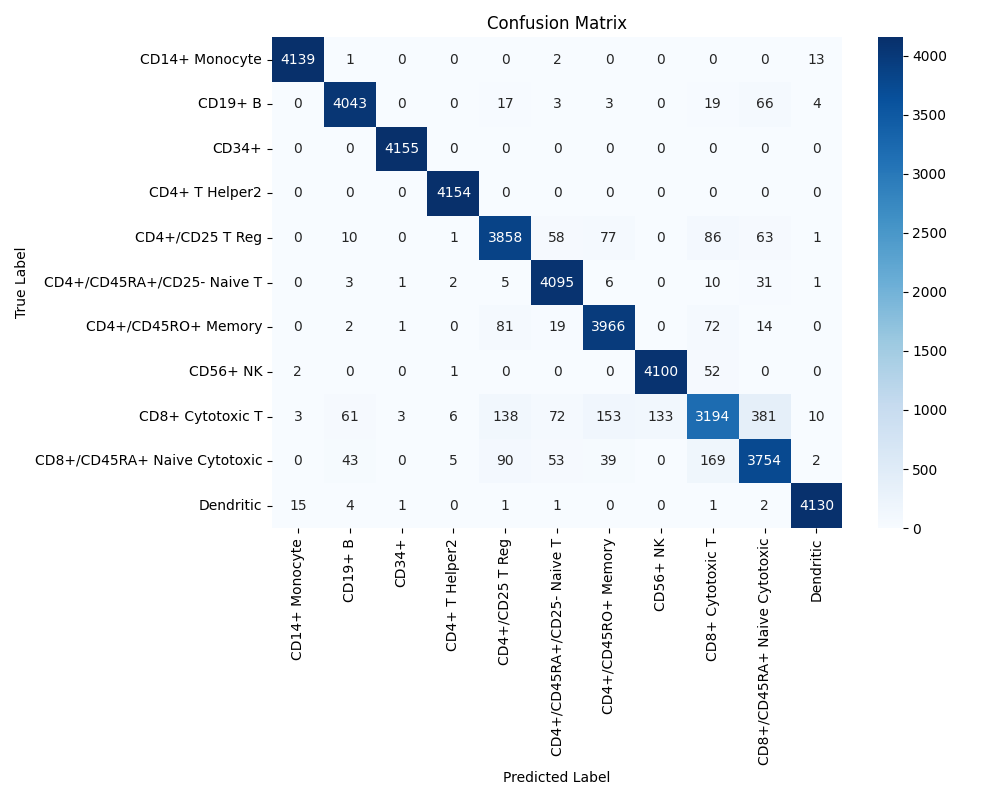 Confusion Matrix
CD14+ Monocyte 4139 1 0 0 0 2 0 0 0 0 13
CD19+ B 0 4043 0 0 17 3 3 0 19 66 4
CD34+ 0 0 4155 0 0 0 0 0 0 0 0
CD4+ T Helper2 0 0 0 4154 0 0 0 0 0 0 0
CD4+/CD25 T Reg 0 10 0 1 3858 58 77 0 86 63 1
CD4+/CD45RA+/CD25- Naive T 0 3 1 2 5 4095 6 0 10 31 1
CD4+/CD45RO+ Memory 0 2 1 0 81 19 3966 0 72 14 0
CD56+ NK 2 0 0 1 0 0 0 4100 52 0 0
CD8+ Cytotoxic T 3 61 3 6 138 72 153 133 3194 381 10
CD8+/CD45RA+ Naive Cytotoxic 0 43 0 5 90 53 39 0 169 3754 2
Dendritic 15 4 1 0 1 1 0 0 1 2 4130
True Label
CD14+ Monocyte
CD19+ B
CD34+
CD4+ T Helper2
CD4+/CD25 T Reg
CD4+/CD45RA+/CD25- Naive T
CD4+/CD45RO+ Memory
CD56+ NK
CD8+ Cytotoxic T
CD8+/CD45RA+ Naive Cytotoxic
Dendritic
Predicted Label
4000
3500
3000
2500
2000
1500
1000
500
0